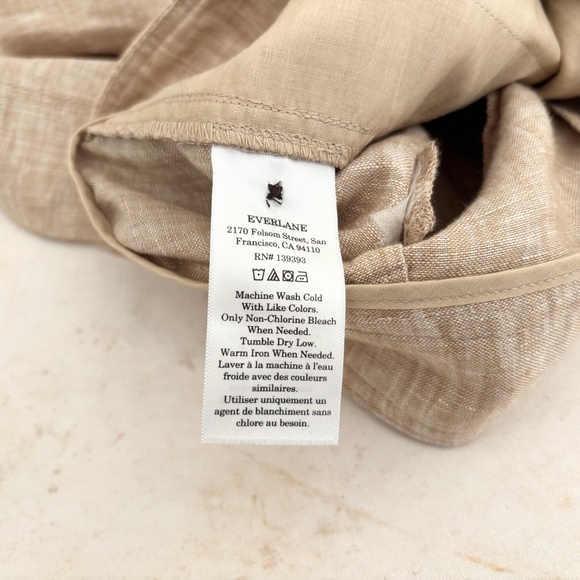 EVERLANE
2170 Folsom Street, San
Francisco, CA 94110
RN# 139393
Machine Wash Cold
With Like Colors.
Only Non-Chlorine Bleach
When Needed.
Tumble Dry Low.
Warm Iron When Needed.
Laver à la machine à l'eau
froide avec des couleurs
similaires.
Utiliser uniquement un
agent de blanchiment sans
chlore au besoin.